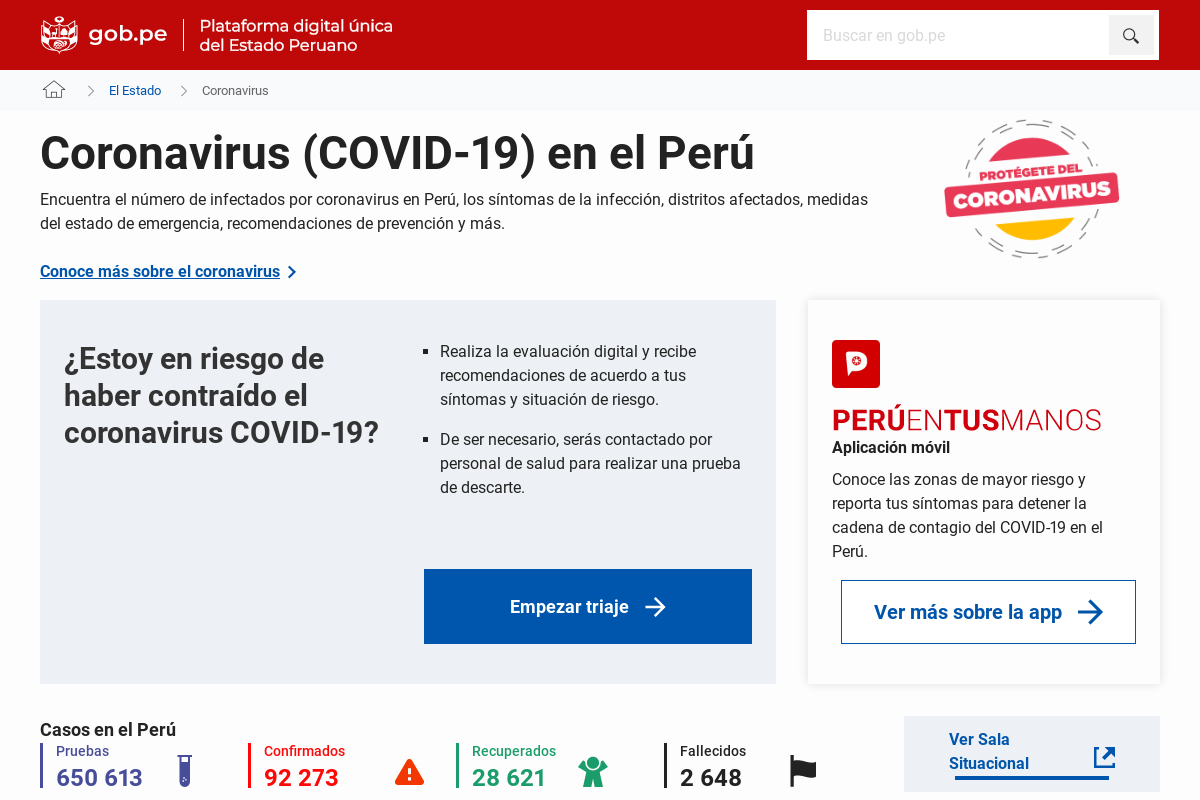 gob.pe
Plataforma digital única
del Estado Peruano
Buscar en gob.pe
El Estado
Coronavirus
Coronavirus (COVID-19) en el Perú
Encuentra el número de infectados por coronavirus en Perú, los síntomas de la infección, distritos afectados, medidas
del estado de emergencia, recomendaciones de prevención y más.
Conoce más sobre el coronavirus
PROTÉGETE DEL
CORONAVIRUS
¿Estoy en riesgo de
haber contraído el
coronavirus COVID-19?
Realiza la evaluación digital y recibe
recomendaciones de acuerdo a tus
síntomas y situación de riesgo.
De ser necesario, serás contactado por
personal de salud para realizar una prueba
de descarte.
Empezar triaje
PERÚENTUSMANOS
Aplicación móvil
Conoce las zonas de mayor riesgo y
reporta tus síntomas para detener la
cadena de contagio del COVID-19 en el
Perú.
Ver más sobre la app
Casos en el Perú
Pruebas
650 613
Confirmados
92 273
Recuperados
28 621
Fallecidos
2 648
Ver Sala
Situacional